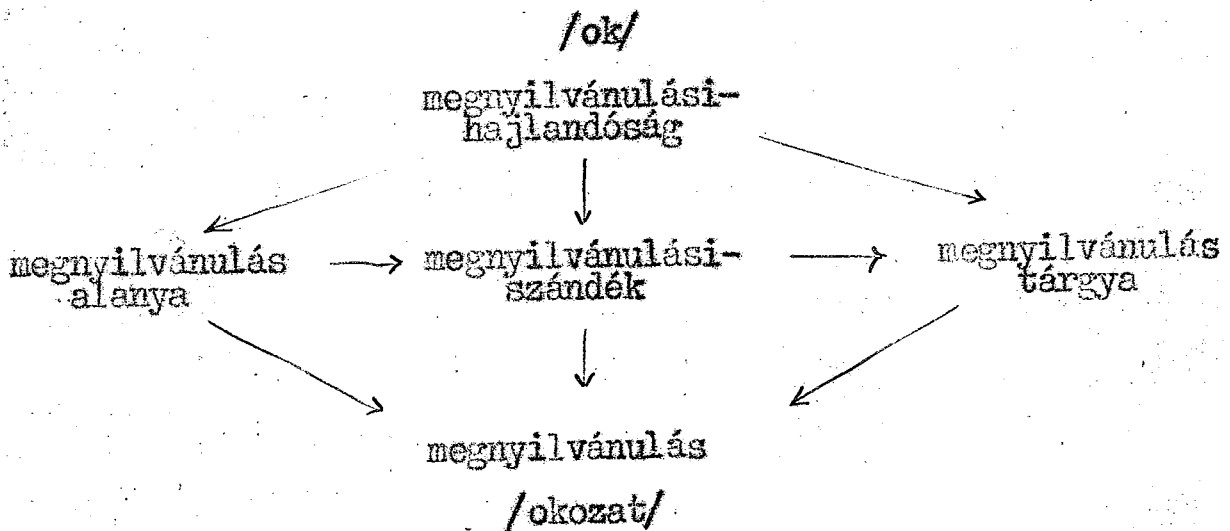 /ok/
megnyilvánulási-
hajlandóság
megnyilvánulás
alanya
megnyilvánulási-
szándék
megnyilvánulás
tárgya
megnyilvánulás
/okozat/